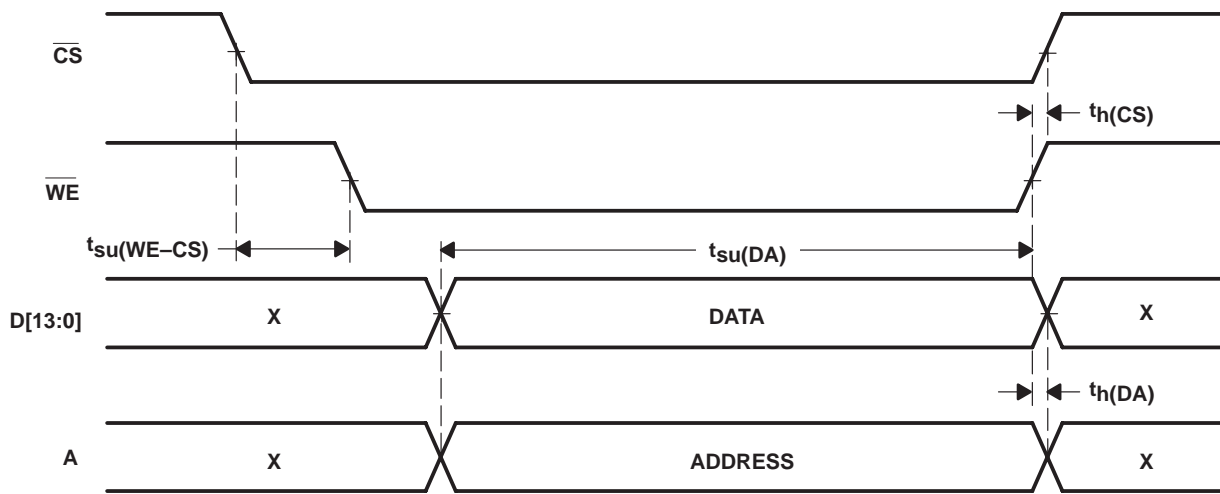 CS
th(CS)
WE
tsu(WE–CS)
tsu(DA)
D[13:0]
X
DATA
X
th(DA)
A
X
ADDRESS
X